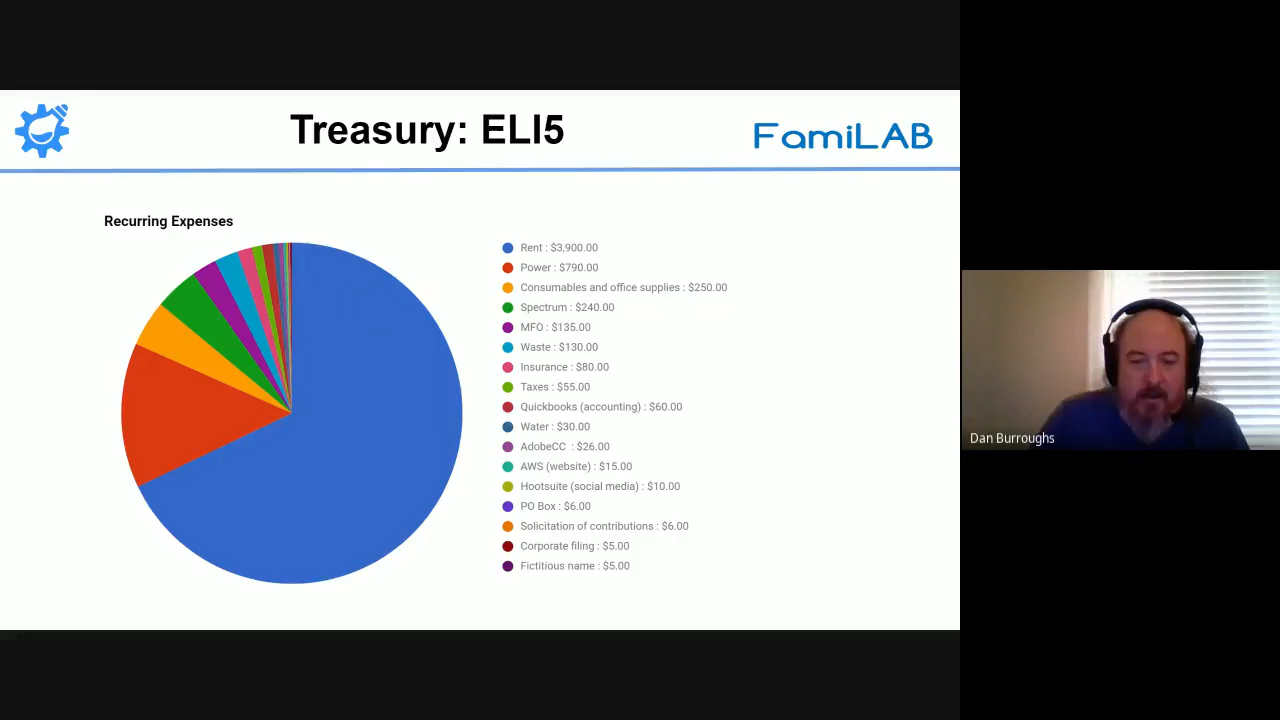 Treasury: ELI5
FamiLAB
Recurring Expenses
Rent : $3,900.00
Power : $790.00
Consumables and office supplies : $250.00
Spectrum : $240.00
MFO : $135.00
Waste : $130.00
Insurance : $80.00
Taxes : $55.00
Quickbooks (accounting) : $60.00
Water : $30.00
AdobeCC  : $26.00
AWS (website) : $15.00
Hootsuite (social media) : $10.00
PO Box : $6.00
Solicitation of contributions : $6.00
Corporate filing : $5.00
Fictitious name : $5.00
Dan Burroughs